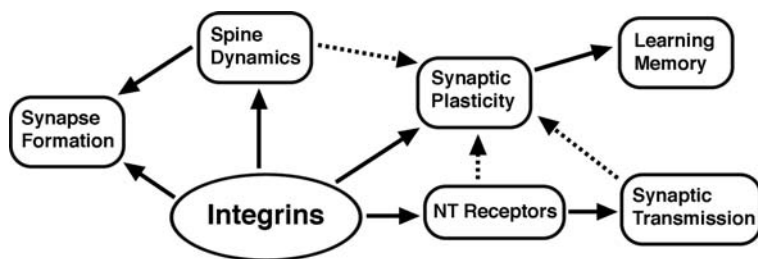 Spine
Dynamics
Learning
Memory
Synaptic
Plasticity
Synapse
Formation
Integrins
NT Receptors
Synaptic
Transmission